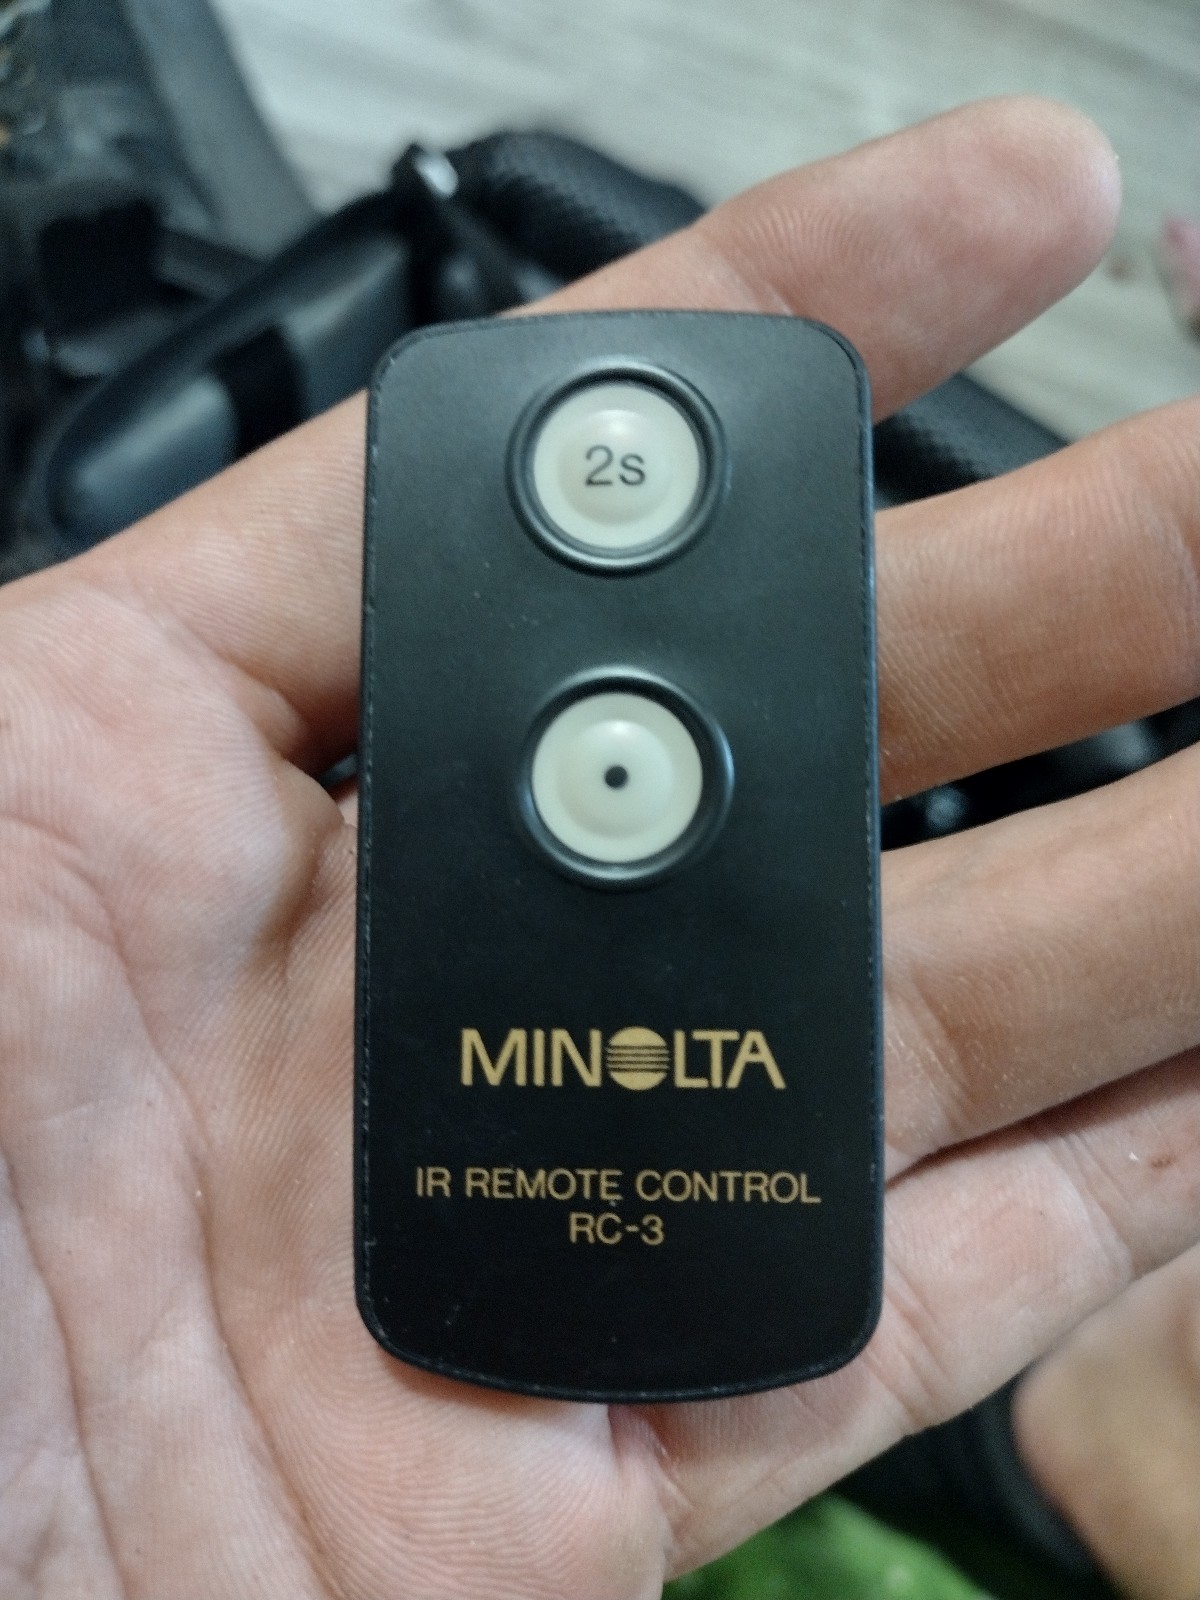 2s
MINOLTA
IR REMOTE CONTROL
RC-3